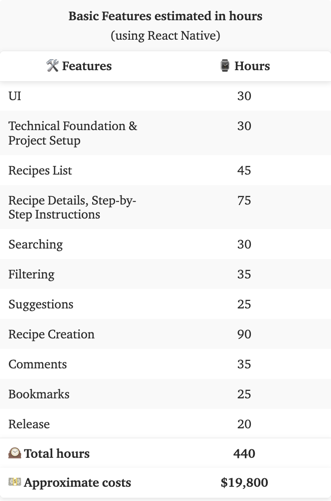 Basic Features estimated in hours
(using React Native)
🛠 Features ⌚ Hours
UI 30
Technical Foundation &
Project Setup 30
Recipes List 45
Recipe Details, Step-by-
Step Instructions 75
Searching 30
Filtering 35
Suggestions 25
Recipe Creation 90
Comments 35
Bookmarks 25
Release 20
🕰 Total hours 440
💵 Approximate costs $19,800